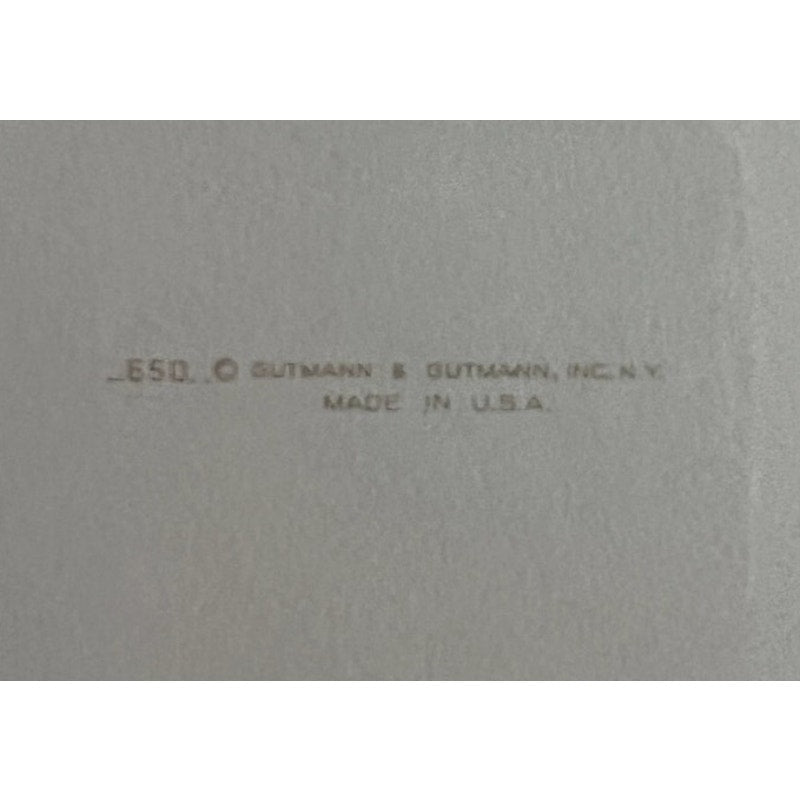 650 © GUTMANN & GUTMANN, INC. N.Y.
MADE IN U.S.A.